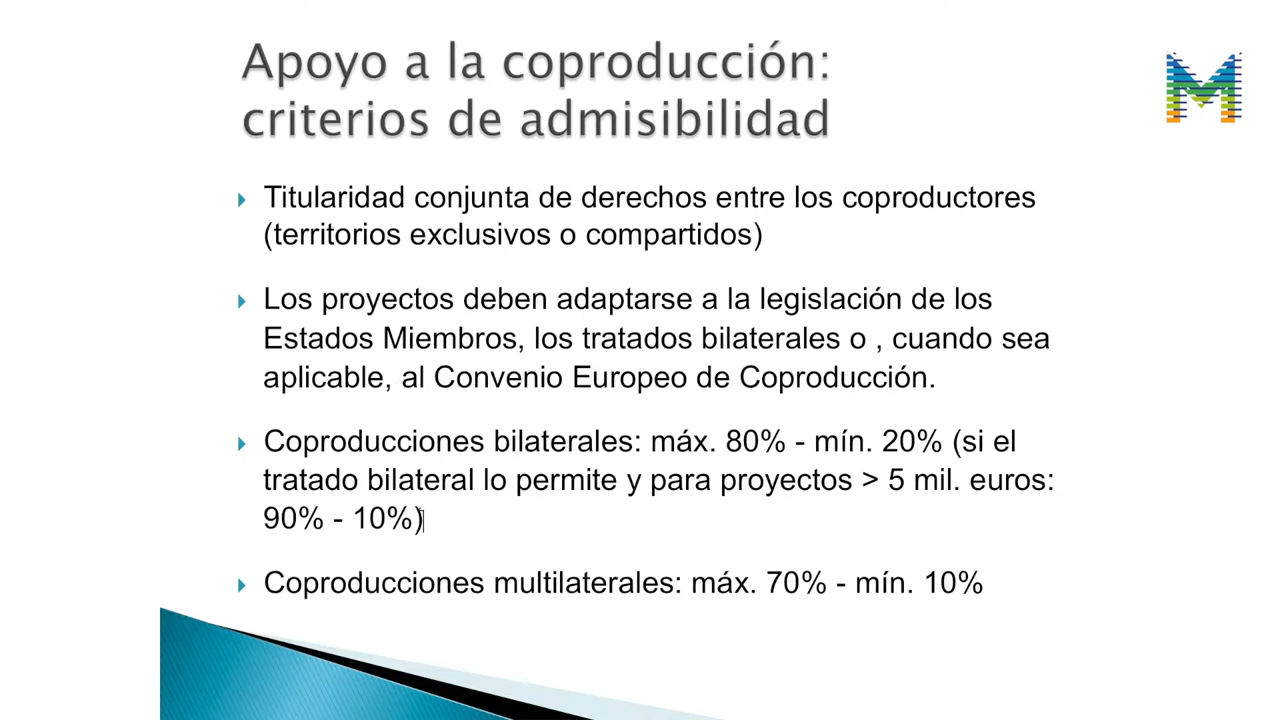 Apoyo a la coproducción:
criterios de admisibilidad
M
Titularidad conjunta de derechos entre los coproductores
(territorios exclusivos o compartidos)
Los proyectos deben adaptarse a la legislación de los
Estados Miembros, los tratados bilaterales o , cuando sea
aplicable, al Convenio Europeo de Coproducción.
Coproducciones bilaterales: máx. 80% - mín. 20% (si el
tratado bilateral lo permite y para proyectos > 5 mil. euros:
90% - 10%)
Coproducciones multilaterales: máx. 70% - mín. 10%